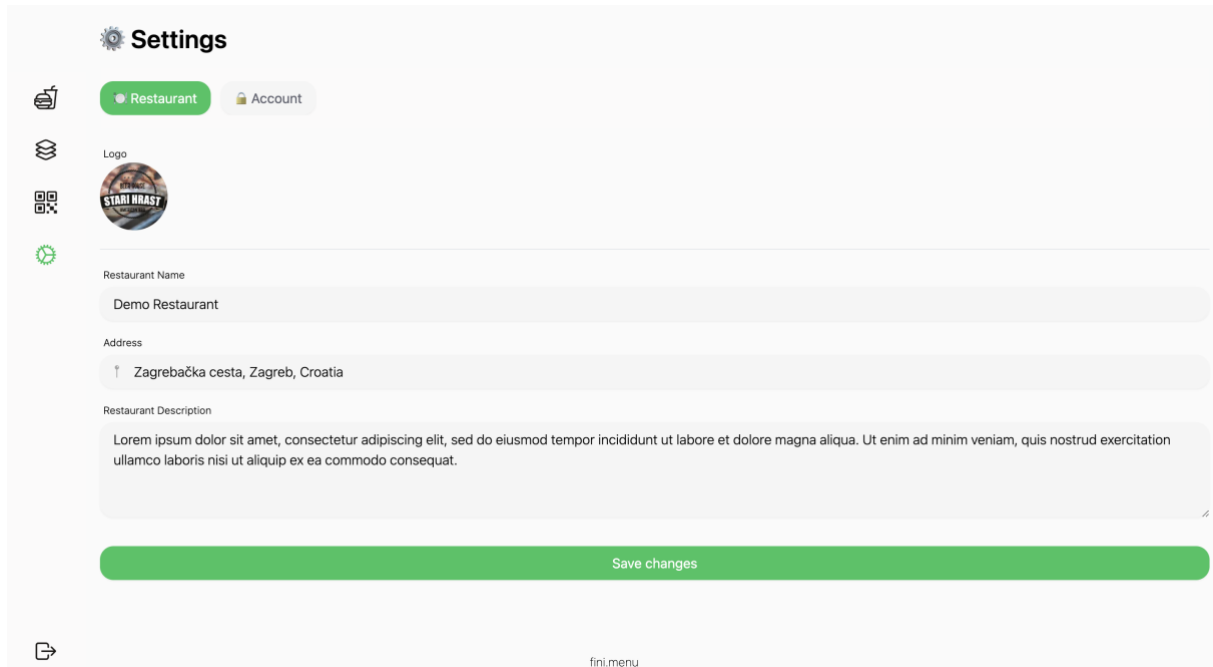 Settings
Restaurant
Account
Logo
STARI HRAST
Restaurant Name
Demo Restaurant
Address
Zagrebačka cesta, Zagreb, Croatia
Restaurant Description
Lorem ipsum dolor sit amet, consectetur adipiscing elit, sed do eiusmod tempor incididunt ut labore et dolore magna aliqua. Ut enim ad minim veniam, quis nostrud exercitation
ullamco laboris nisi ut aliquip ex ea commodo consequat.
Save changes
fini.menu